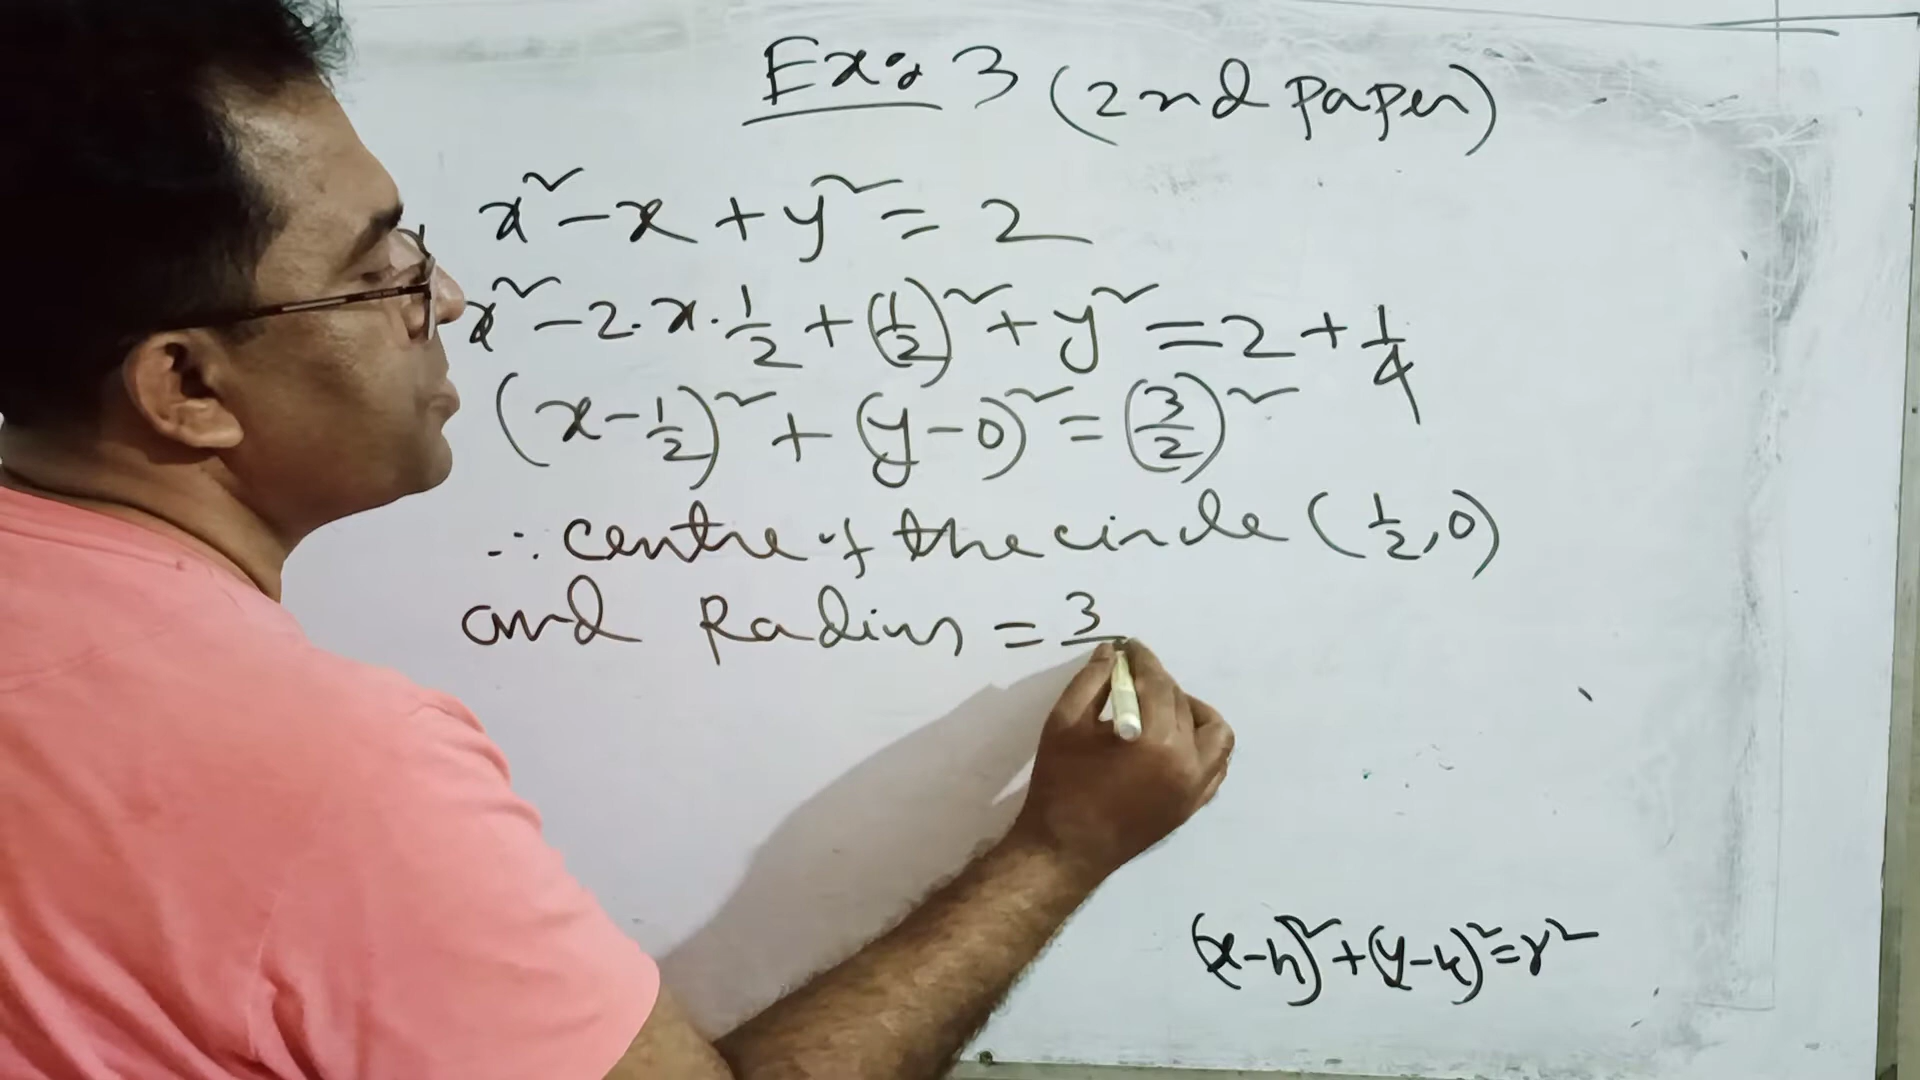 Ex: 3 (2nd Paper)
x² - x + y² = 2
x² - 2·x·1/2 + (1/2)² + y² = 2 + 1/4
(x - 1/2)² + (y - 0)² = (3/2)²
∴ centre of the circle (1/2, 0)
and Radius = 3
(x-h)² + (y-k)² = r²